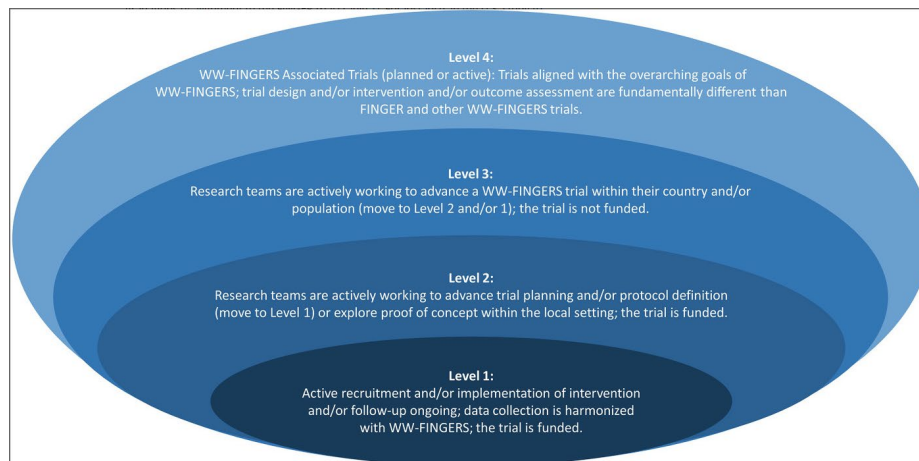 Level 4:
WW-FINGERS Associated Trials (planned or active): Trials aligned with the overarching goals of
WW-FINGERS; trial design and/or intervention and/or outcome assessment are fundamentally different than
FINGER and other WW-FINGERS trials.
Level 3:
Research teams are actively working to advance a WW-FINGERS trial within their country and/or
population (move to Level 2 and/or 1); the trial is not funded.
Level 2:
Research teams are actively working to advance trial planning and/or protocol definition
(move to Level 1) or explore proof of concept within the local setting; the trial is funded.
Level 1:
Active recruitment and/or implementation of intervention
and/or follow-up ongoing; data collection is harmonized
with WW-FINGERS; the trial is funded.